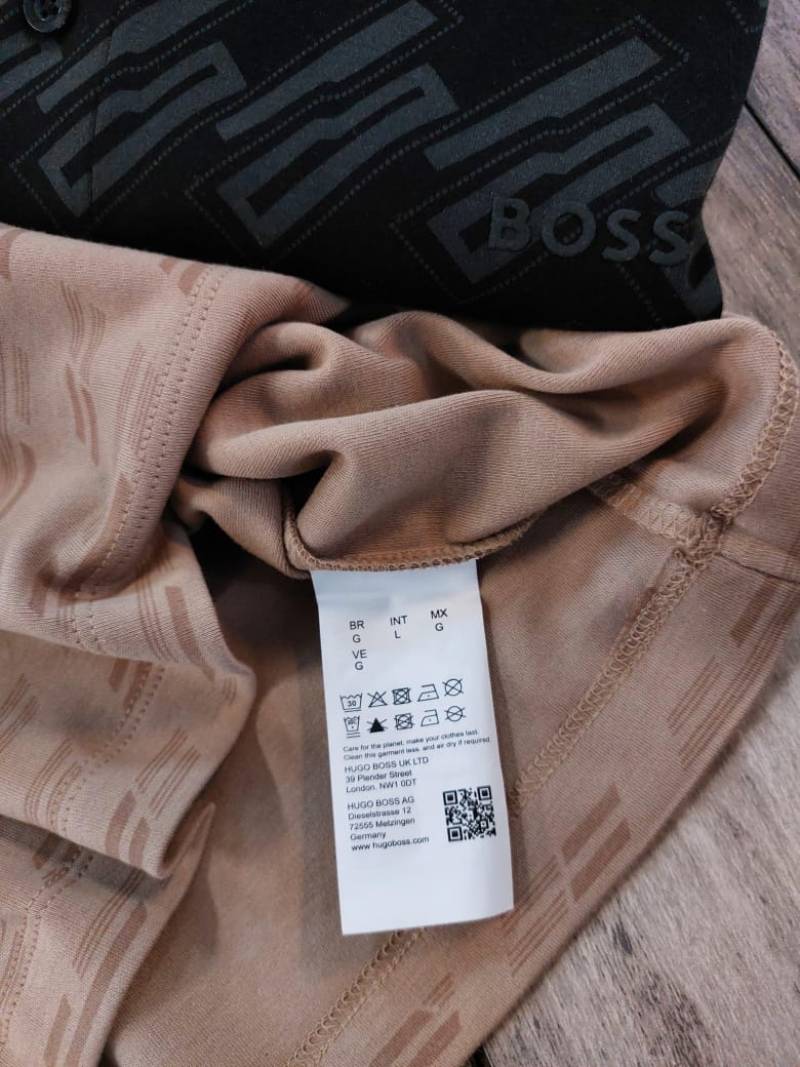 BOSS
BR INT MX
G L G
VE
G
30
Care for the planet, make your clothes last.
Clean this garment less, and air dry if required
HUGO BOSS UK LTD
39 Plender Street
London. NW1 0DT
HUGO BOSS AG
Dieselstrasse 12
72555 Metzingen
Germany
www.hugoboss.com